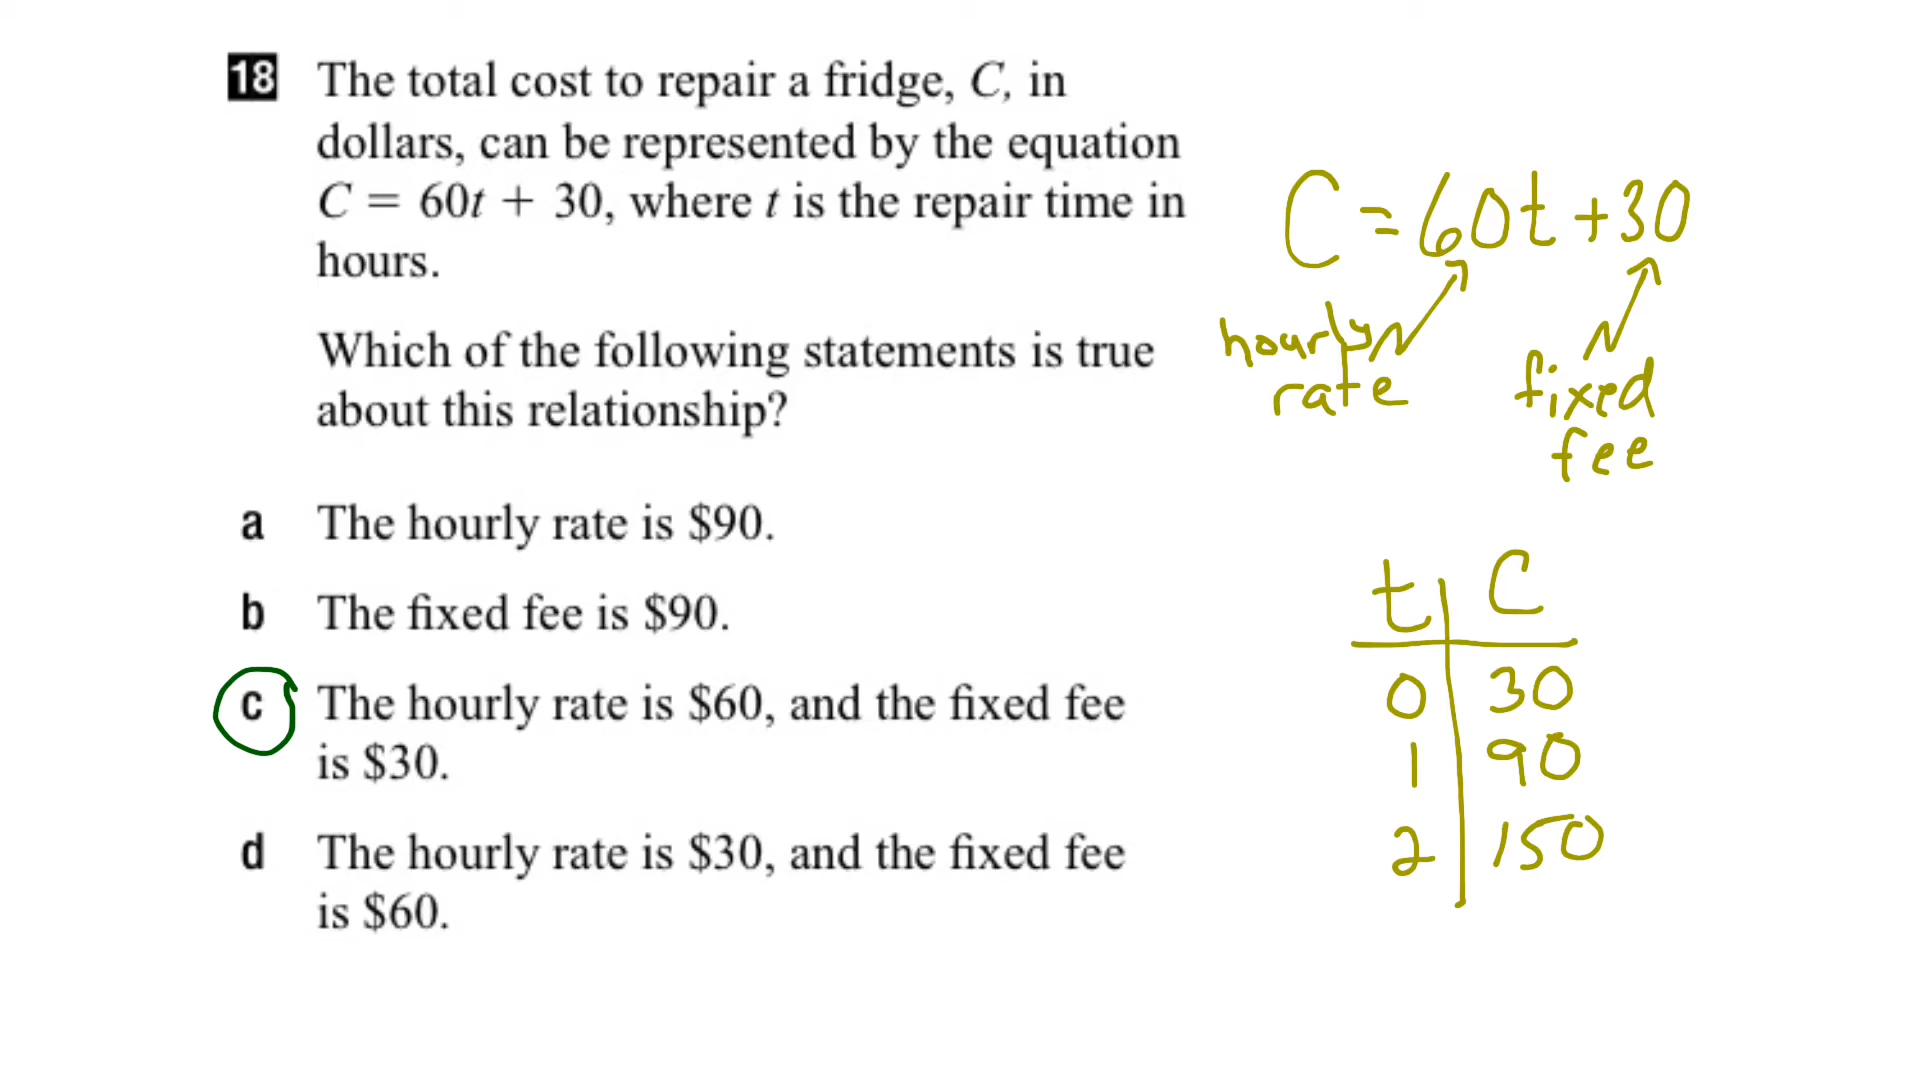 18 The total cost to repair a fridge, C, in
dollars, can be represented by the equation
C = 60t + 30, where t is the repair time in
hours.
Which of the following statements is true
about this relationship?
a The hourly rate is $90.
b The fixed fee is $90.
c The hourly rate is $60, and the fixed fee
is $30.
d The hourly rate is $30, and the fixed fee
is $60.
C = 60t + 30
hourly
rate
fixed
fee
t C
0 30
1 90
2 150